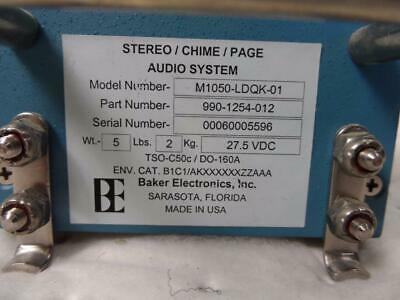 STEREO / CHIME / PAGE
AUDIO SYSTEM
Model Number- M1050-LDQK-01
Part Number- 990-1254-012
Serial Number- 00060005596
Wt.- 5 Lbs. 2 Kg. 27.5 VDC
TSO-C50c / DO-160A
ENV. CAT. B1C1/AKXXXXXXZZAAA
BE
Baker Electronics, Inc.
SARASOTA, FLORIDA
MADE IN USA